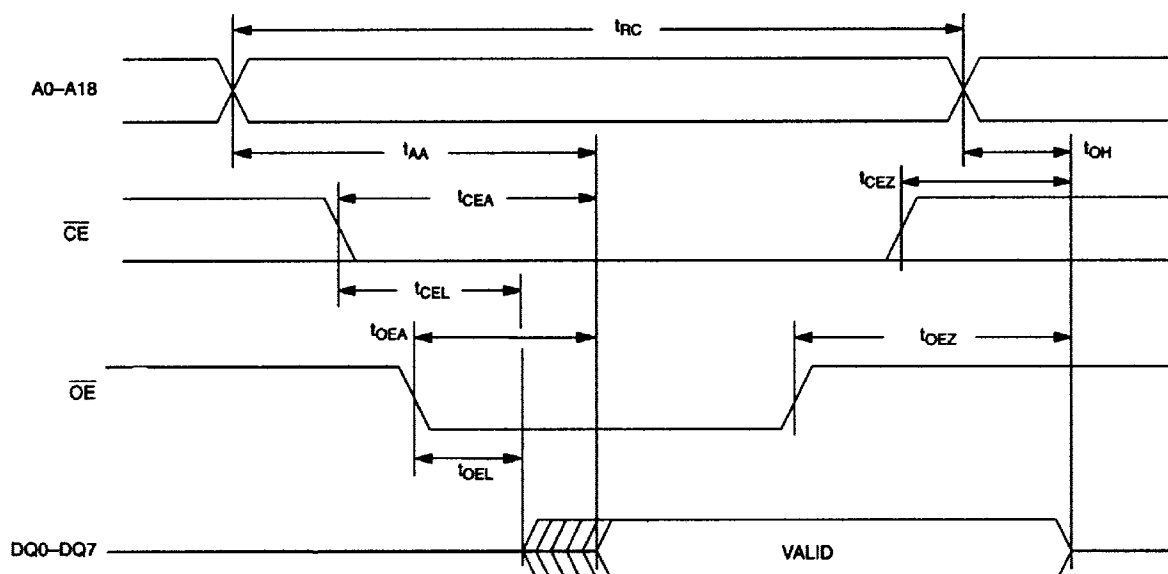 tRC
A0–A18
tAA
tOH
tCEZ
tCEA
CE
tCEL
tOEA
tOEZ
OE
tOEL
DQ0–DQ7
VALID